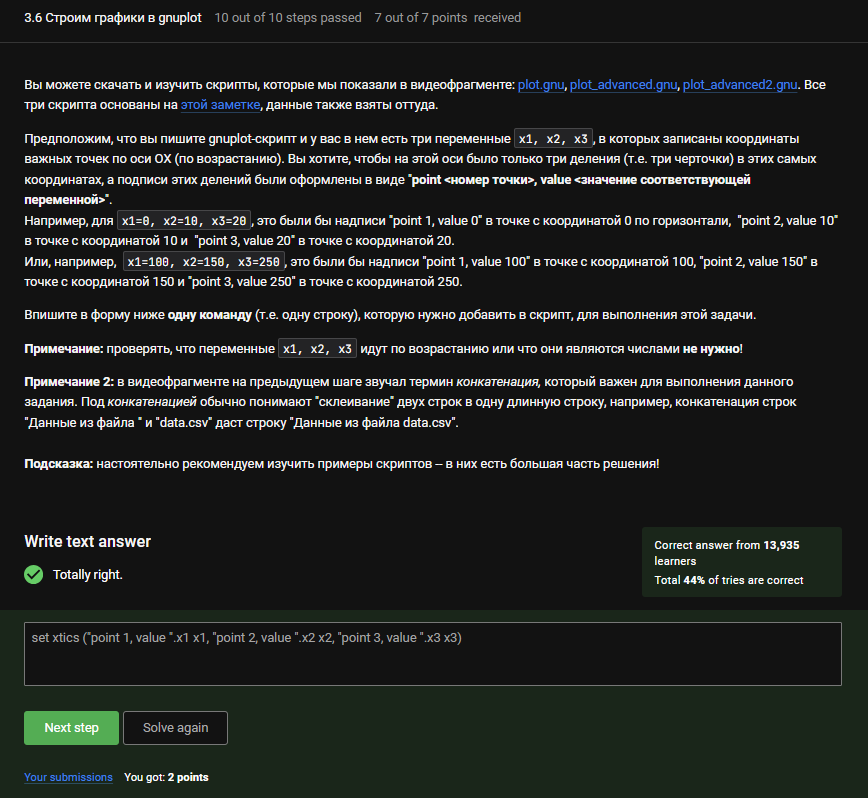 3.6 Строим графики в gnuplot 10 out of 10 steps passed 7 out of 7 points received
Вы можете скачать и изучить скрипты, которые мы показали в видеофрагменте: plot.gnu, plot_advanced.gnu, plot_advanced2.gnu. Все
три скрипта основаны на этой заметке, данные также взяты оттуда.
Предположим, что вы пишите gnuplot-скрипт и у вас в нем есть три переменные x1, x2, x3, в которых записаны координаты
важных точек по оси ОХ (по возрастанию). Вы хотите, чтобы на этой оси было только три деления (т.е. три черточки) в этих самых
координатах, а подписи этих делений были оформлены в виде "point <номер точки>, value <значение соответствующей
переменной>".
Например, для x1=0, x2=10, x3=20, это были бы надписи "point 1, value 0" в точке с координатой 0 по горизонтали, "point 2, value 10"
в точке с координатой 10 и "point 3, value 20" в точке с координатой 20.
Или, например, x1=100, x2=150, x3=250, это были бы надписи "point 1, value 100" в точке с координатой 100, "point 2, value 150" в
точке с координатой 150 и "point 3, value 250" в точке с координатой 250.
Впишите в форму ниже одну команду (т.е. одну строку), которую нужно добавить в скрипт, для выполнения этой задачи.
Примечание: проверять, что переменные x1, x2, x3 идут по возрастанию или что они являются числами не нужно!
Примечание 2: в видеофрагменте на предыдущем шаге звучал термин конкатенация, который важен для выполнения данного
задания. Под конкатенацией обычно понимают "склеивание" двух строк в одну длинную строку, например, конкатенация строк
"Данные из файла " и "data.csv" даст строку "Данные из файла data.csv".
Подсказка: настоятельно рекомендуем изучить примеры скриптов – в них есть большая часть решения!
Write text answer
Totally right.
Correct answer from 13,935
learners
Total 44% of tries are correct
set xtics ("point 1, value ".x1 x1, "point 2, value ".x2 x2, "point 3, value ".x3 x3)
Next step Solve again
Your submissions You got: 2 points